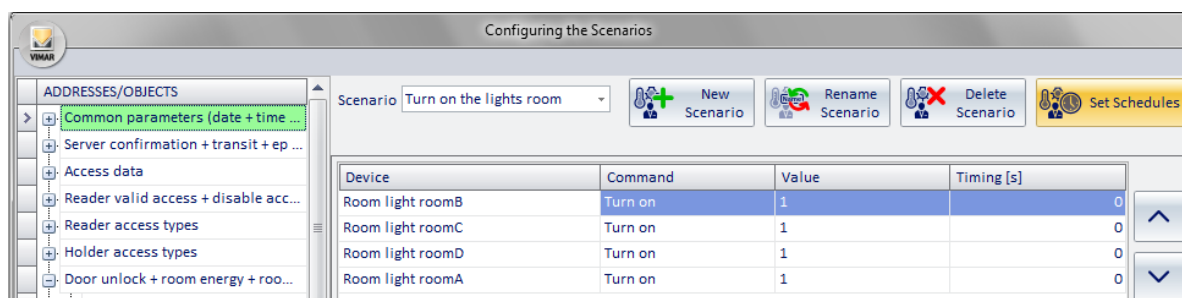 Configuring the Scenarios
VIMAR
ADDRESSES/OBJECTS
Common parameters (date + time ...
Server confirmation + transit + ep ...
Access data
Reader valid access + disable acc...
Reader access types
Holder access types
Door unlock + room energy + roo...
Scenario Turn on the lights room
New Scenario
Rename Scenario
Delete Scenario
Set Schedules
Device Command Value Timing [s]
Room light roomB Turn on 1 0
Room light roomC Turn on 1 0
Room light roomD Turn on 1 0
Room light roomA Turn on 1 0